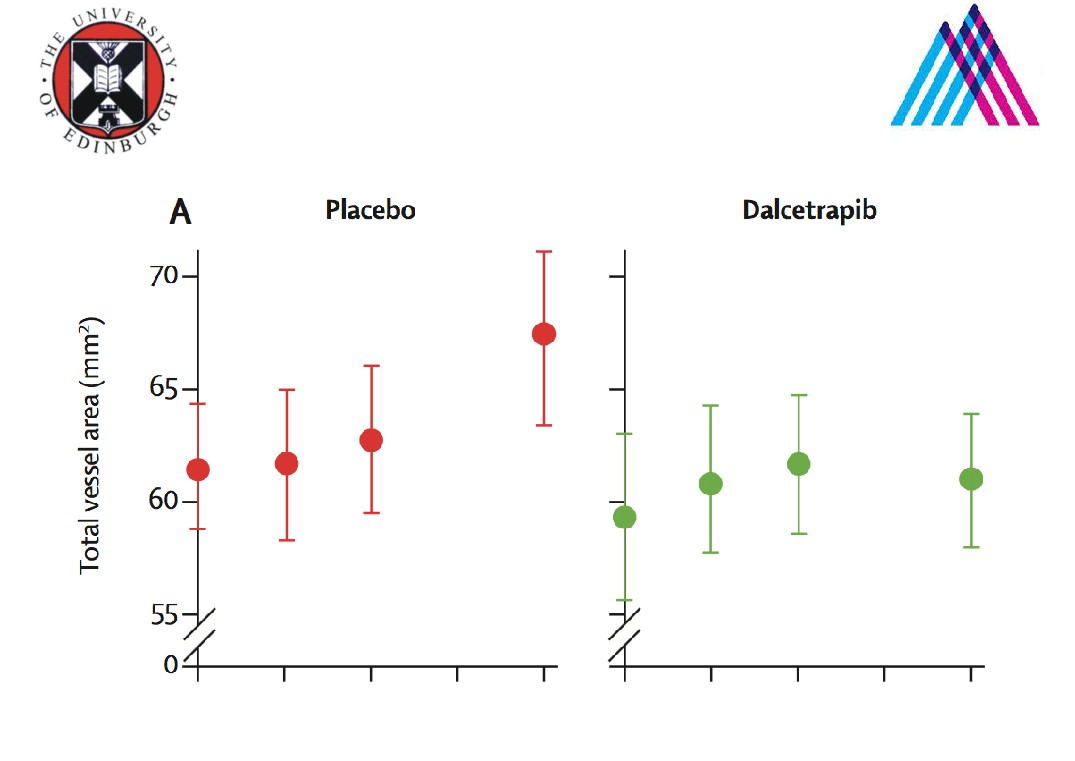 THE UNIVERSITY OF EDINBURGH
A
Placebo
Dalcetrapib
Total vessel area (mm²)
70
65
60
55
0